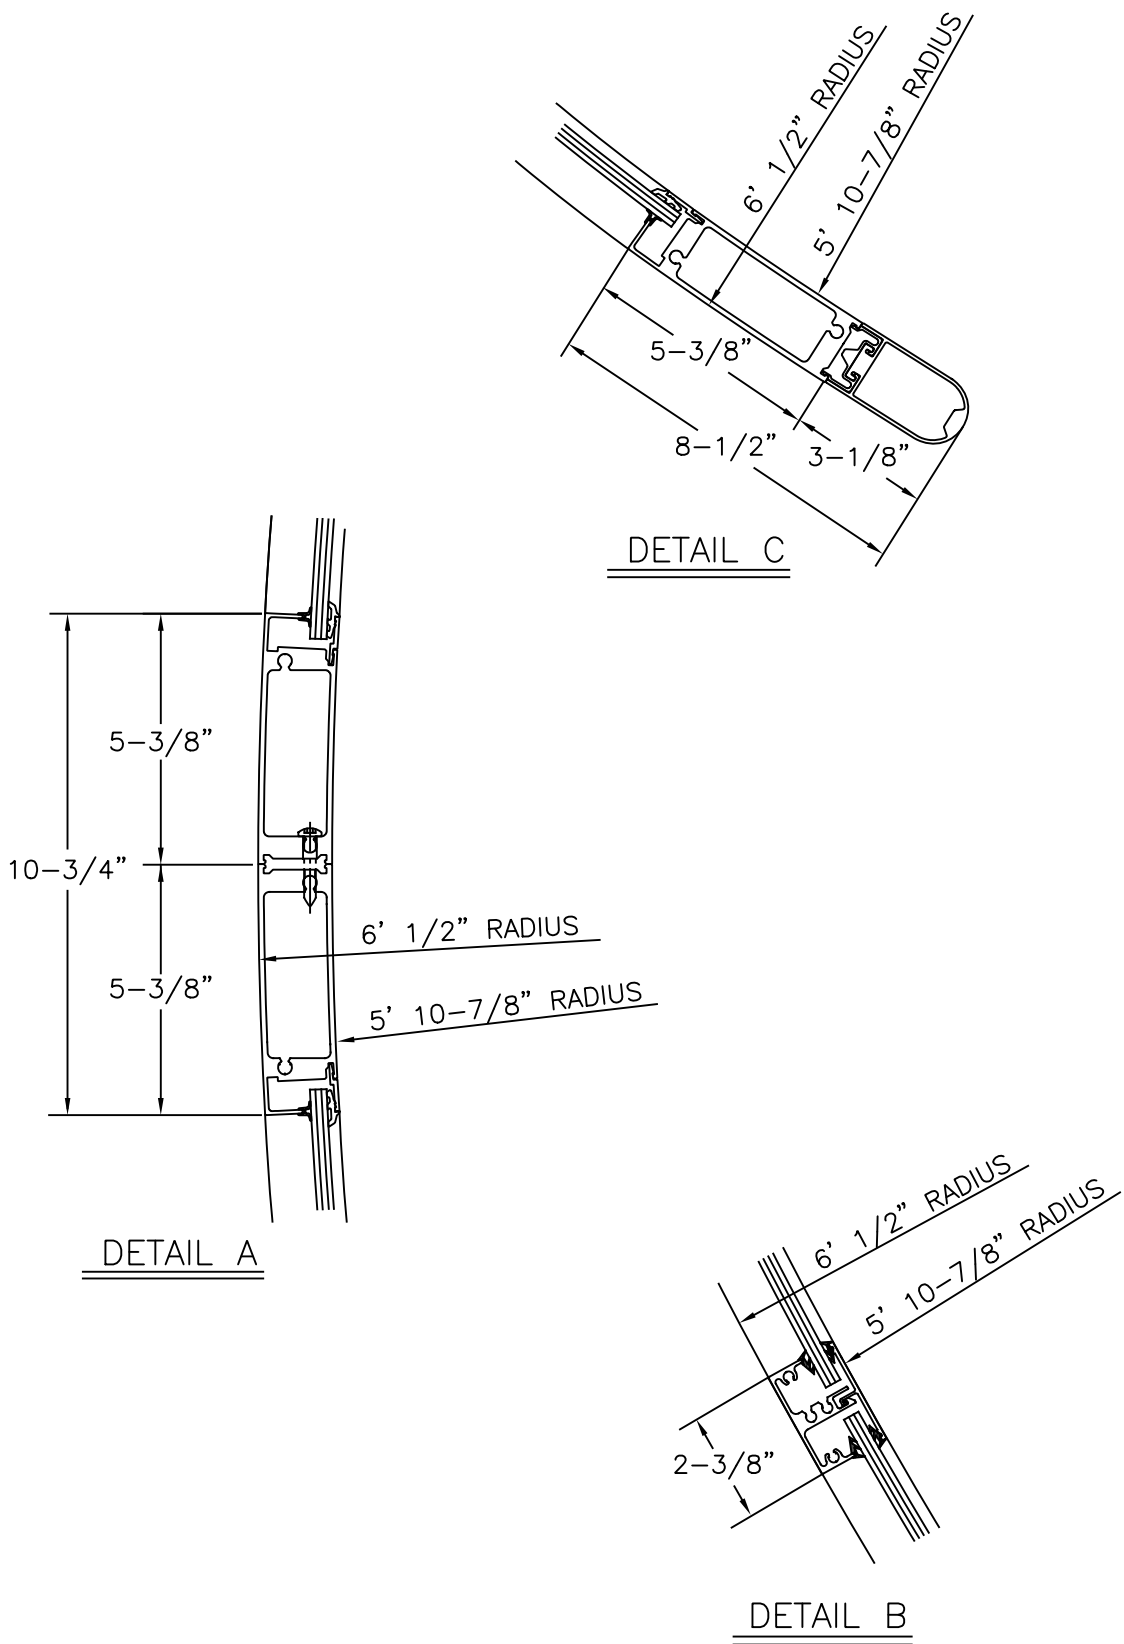 6’ 1/2” RADIUS
5’ 10-7/8” RADIUS
5-3/8”
8-1/2”
3-1/8”
DETAIL C
5-3/8”
10-3/4”
6’ 1/2” RADIUS
5-3/8”
5’ 10-7/8” RADIUS
DETAIL A
6’ 1/2” RADIUS
5’ 10-7/8” RADIUS
2-3/8”
DETAIL B